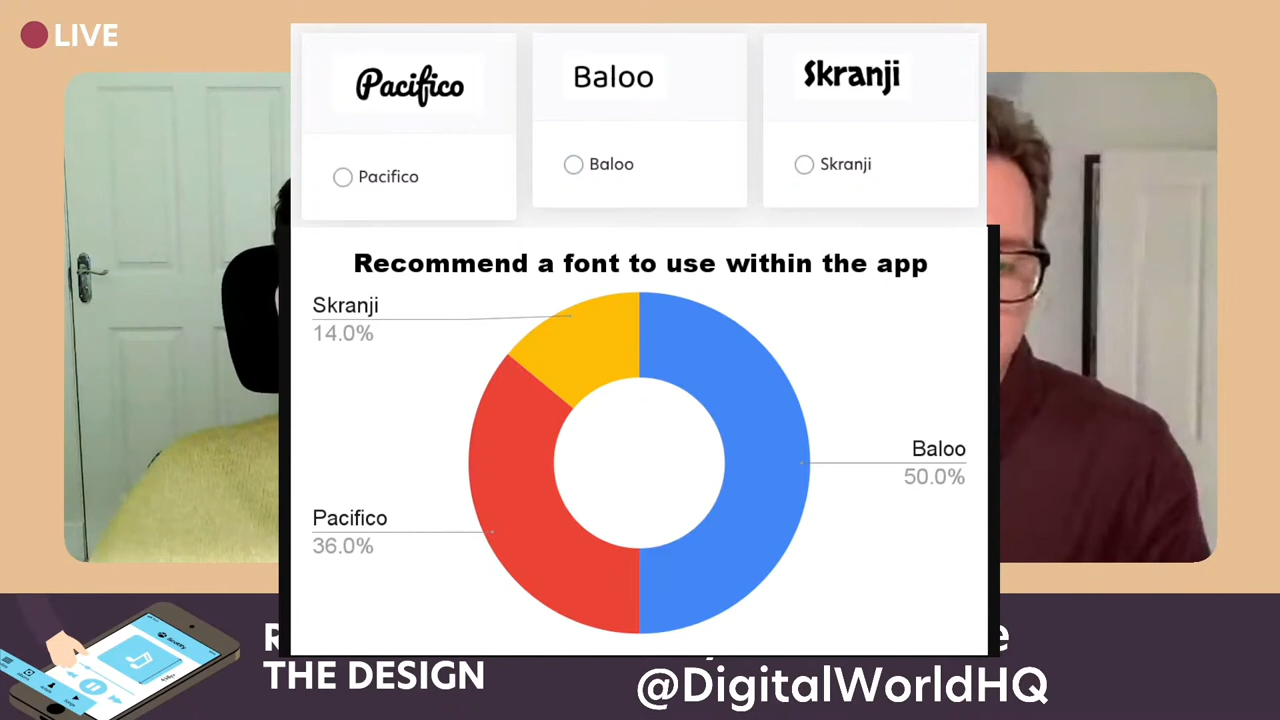 LIVE
Pacifico
Baloo
Skranji
Pacifico
Baloo
Skranji
Recommend a font to use within the app
Skranji
14.0%
Baloo
50.0%
Pacifico
36.0%
THE DESIGN
@DigitalWorldHQ